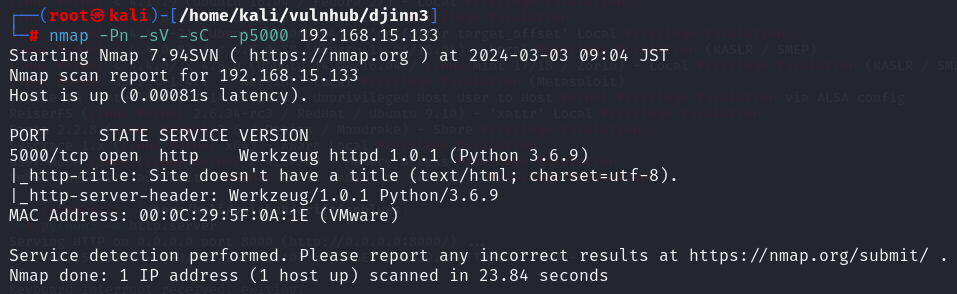 ┌──(root㉿kali)-[/home/kali/vulnhub/djinn3]
└─# nmap -Pn -sV -sC  -p5000 192.168.15.133
Starting Nmap 7.94SVN ( https://nmap.org ) at 2024-03-03 09:04 JST
Nmap scan report for 192.168.15.133
Host is up (0.00081s latency).
PORT     STATE SERVICE VERSION
5000/tcp open  http    Werkzeug httpd 1.0.1 (Python 3.6.9)
|_http-title: Site doesn't have a title (text/html; charset=utf-8).
|_http-server-header: Werkzeug/1.0.1 Python/3.6.9
MAC Address: 00:0C:29:5F:0A:1E (VMware)
Service detection performed. Please report any incorrect results at https://nmap.org/submit/ .
Nmap done: 1 IP address (1 host up) scanned in 23.84 seconds